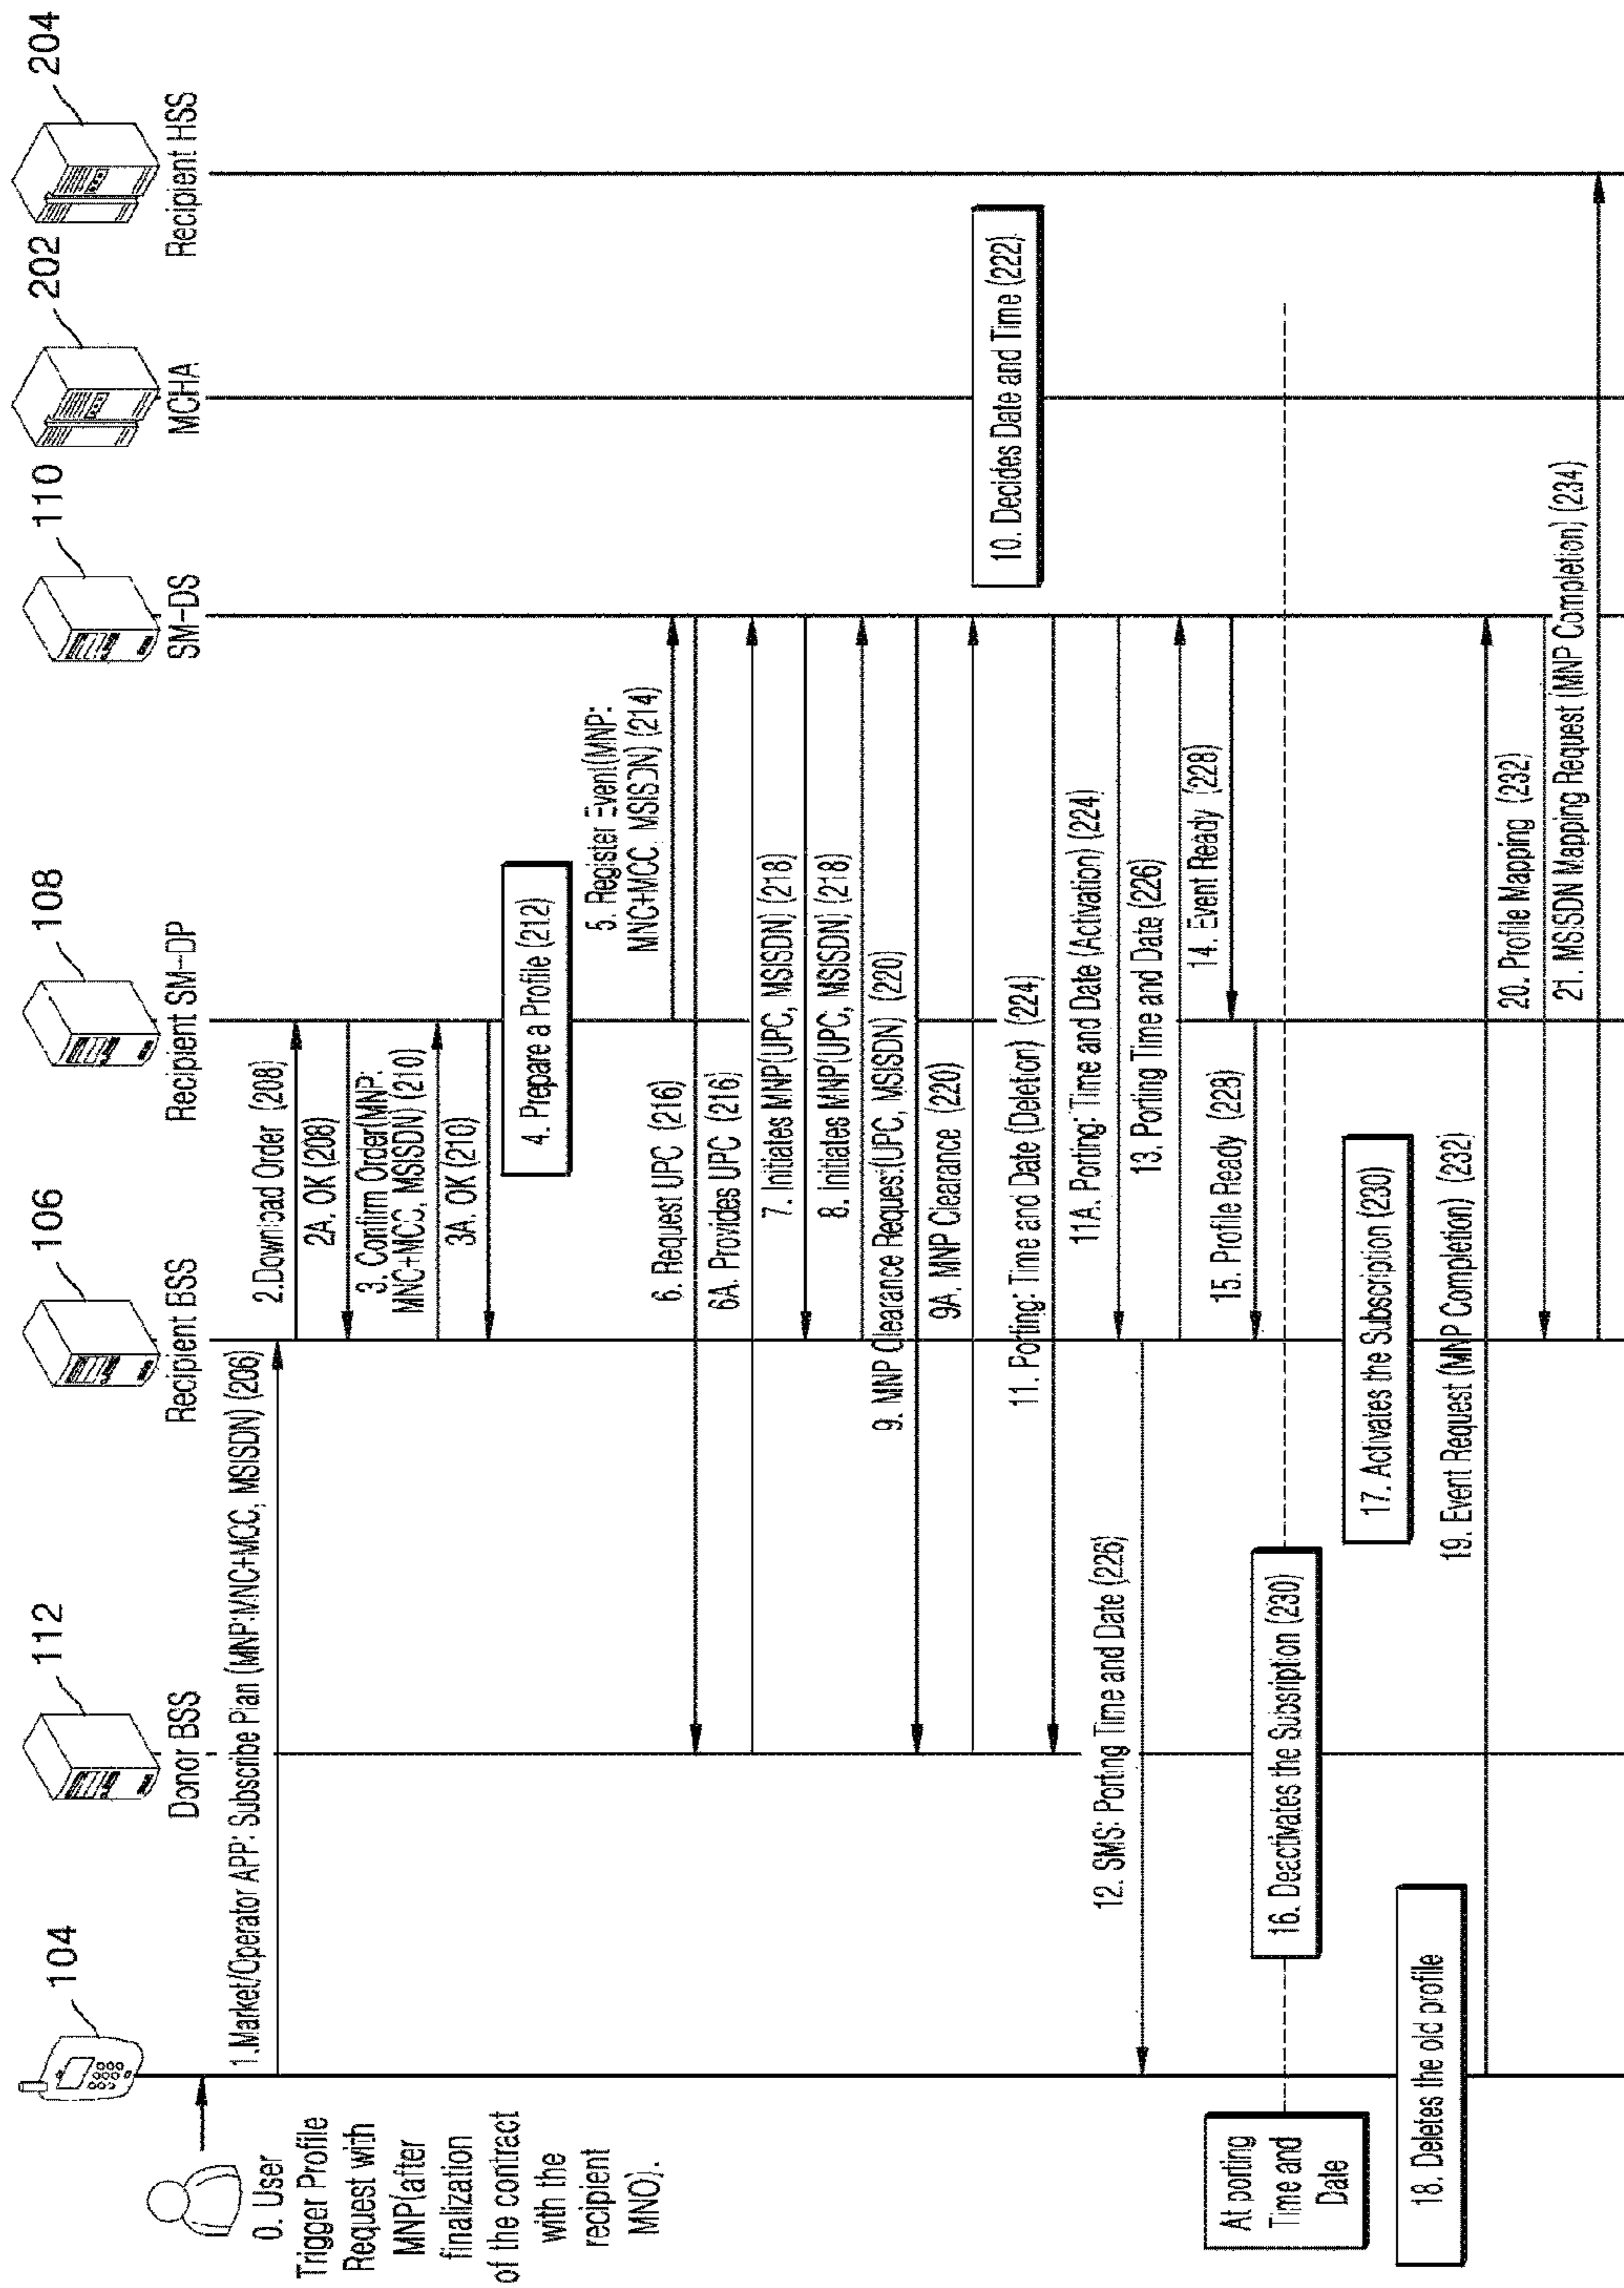 104
112
Donor BSS
106
Recipient BSS
108
Recipient SM-DP
110
SM-DS
202
MCHA
204
Recipient HSS
0. User
Trigger Profile
Request with
MNP(after
finalization
of the contract
with the
recipient
MNO).
1.Market/Operator APP: Subscribe Plan (MNP:MNC+MCC, MSISDN) (206)
2.Download Order (208)
2A. OK (208)
3. Confirm Order(MNP:
MNC+MCC, MSISDN) (210)
3A. OK (210)
4. Prepare a Profile (212)
5. Register Event(MNP:
MNC+MCC, MSISDN) (214)
6. Request UPC (216)
6A. Provides UPC (216)
7. Initiates MNP(UPC, MSISDN) (218)
8. Initiates MNP(UPC, MSISDN) (218)
9. MNP Clearance Request(UPC, MSISDN) (220)
9A. MNP Clearance (220)
10. Decides Date and Time (222)
11. Porting: Time and Date (Deletion) (224)
11A. Porting: Time and Date (Activation) (224)
12. SMS: Porting Time and Date (226)
13. Porting Time and Date (226)
14. Event Ready (228)
15. Profile Ready (228)
At porting
Time and
Date
16. Deactivates the Subsription (230)
17. Activates the Subscription (230)
18. Deletes the old profile
19. Event Request (MNP Completion) (232)
20. Profile Mapping (232)
21. MSISDN Mapping Request (MNP Completion) (234)